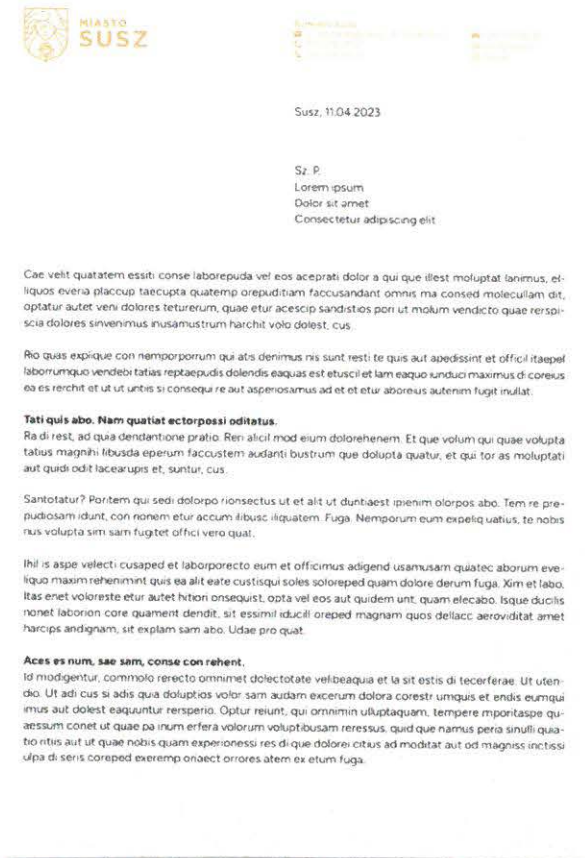 MIASTO
SUSZ
Susz, 11.04 2023
Sz. P.
Lorem ipsum
Dolor sit amet
Consectetur adipiscing elit
Cae velit quatatem essiti conse laborepuda vel eos aceprati dolor a qui que illest moluptat lanimus, el-
liquos everia placcup taecupta quatemp orepuditiam faccusandant omnis ma consed molecullam dit,
optatur autet veni dolores teturerum, quae etur acescip sandistios pori ut molum vendicto quae rerspi-
scia dolores sinvenimus inusamustrum harchit volo dolest, cus.
Rio quas explique con nemporporrum qui atis denimus nis sunt resti te quis aut apedissint et officil itaepel
laborrumquo vendebi tatias reptaepudis dolendis eaquas est etuscil et lam eaquo iunduci maximus di coreius
ea es rerchit et ut ut untiis si consequi re aut asperiosamus ad et et etur aboreius autenim fugit inullat.
Tati quis abo. Nam quatiat ectorpossi oditatus.
Ra di rest, ad quia dendantione pratio. Reri alicil mod eium dolorehenem. Et que volum qui quae volupta
tatius magnihi libusda eperum faccustem audanti bustrum que dolupta quatur, et qui tor as moluptati
aut quidi odit lacearupis et, suntur, cus.
Santotatur? Poritem qui sedi dolorpo rionsectus ut et alit ut duntiaest ipienim olorpos abo. Tem re pre-
pudiosam idunt, con nonem etur accum ilibusc iliquatem. Fuga. Nemporum eum expeliq uatius, te nobis
nus volupta sim sam fugitet offici vero quat.
Ihil is aspe velecti cusaped et laborporecto eum et officimus adigend usamusam quiatec aborum eve-
liquo maxim rehenimint quis ea alit eate custisqui soles soloreped quam dolore derum fuga. Xim et labo.
Itas enet voloreste etur autet hitiori onsequist, opta vel eos aut quidem unt, quam elecabo. Isque ducilis
nonet laborion core quament dendit, sit essimil iducill oreped magnam quos dellacc aeroviditat amet
harcips andignam, sit explam sam abo. Udae pro quat.
Aces es num, sae sam, conse con rehent.
Id modigentur, commolo rerecto omnimet dolectotate velibeaquia et la sit estis di tecerferae. Ut uten-
dio. Ut adi cus si adis quia doluptios volor sam audam excerum dolora corestr umquis et endis eumqui
imus aut dolest eaquuntur rersperio. Optur reiunt, qui omnimin ulluptaquam, tempere mporitaspe qu-
aessum conet ut quae pa inum erfera volorum voluptibusam reressus, quid que namus peria sinulli quia-
tio ritiis aut ut quae nobis quam experionessi res di que dolorei citius ad moditat aut od magniss inctissi
ulpa di seris coreped exeremp oriaect orrores atem ex etum fuga.